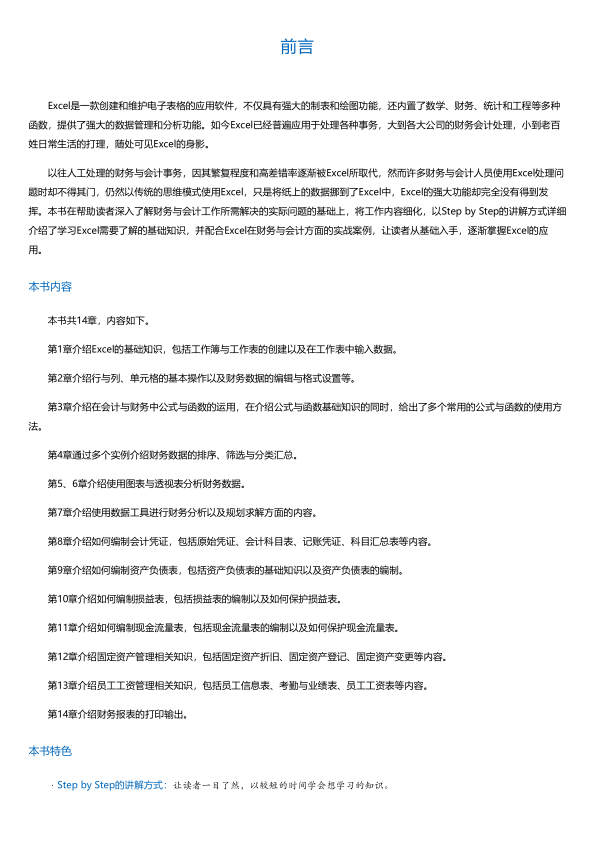 前言
Excel是一款创建和维护电子表格的应用软件，不仅具有强大的制表和绘图功能，还内置了数学、财务、统计和工程等多种
函数，提供了强大的数据管理和分析功能。如今Excel已经普遍应用于处理各种事务，大到各大公司的财务会计处理，小到老百
姓日常生活的打理，随处可见Excel的身影。
以往人工处理的财务与会计事务，因其繁复程度和高差错率逐渐被Excel所取代，然而许多财务与会计人员使用Excel处理问
题时却不得其门，仍然以传统的思维模式使用Excel，只是将纸上的数据挪到了Excel中，Excel的强大功能却完全没有得到发
挥。本书在帮助读者深入了解财务与会计工作所需解决的实际问题的基础上，将工作内容细化，以Step by Step的讲解方式详细
介绍了学习Excel需要了解的基础知识，并配合Excel在财务与会计方面的实战案例，让读者从基础入手，逐渐掌握Excel的应
用。
本书内容
本书共14章，内容如下。
第1章介绍Excel的基础知识，包括工作簿与工作表的创建以及在工作表中输入数据。
第2章介绍行与列、单元格的基本操作以及财务数据的编辑与格式设置等。
第3章介绍在会计与财务中公式与函数的运用，在介绍公式与函数基础知识的同时，给出了多个常用的公式与函数的使用方
法。
第4章通过多个实例介绍财务数据的排序、筛选与分类汇总。
第5、6章介绍使用图表与透视表分析财务数据。
第7章介绍使用数据工具进行财务分析以及规划求解方面的内容。
第8章介绍如何编制会计凭证，包括原始凭证、会计科目表、记账凭证、科目汇总表等内容。
第9章介绍如何编制资产负债表，包括资产负债表的基础知识以及资产负债表的编制。
第10章介绍如何编制损益表，包括损益表的编制以及如何保护损益表。
第11章介绍如何编制现金流量表，包括现金流量表的编制以及如何保护现金流量表。
第12章介绍固定资产管理相关知识，包括固定资产折旧、固定资产登记、固定资产变更等内容。
第13章介绍员工工资管理相关知识，包括员工信息表、考勤与业绩表、员工工资表等内容。
第14章介绍财务报表的打印输出。
本书特色
· Step by Step的讲解方式：让读者一目了然，以较短的时间学会想学习的知识。